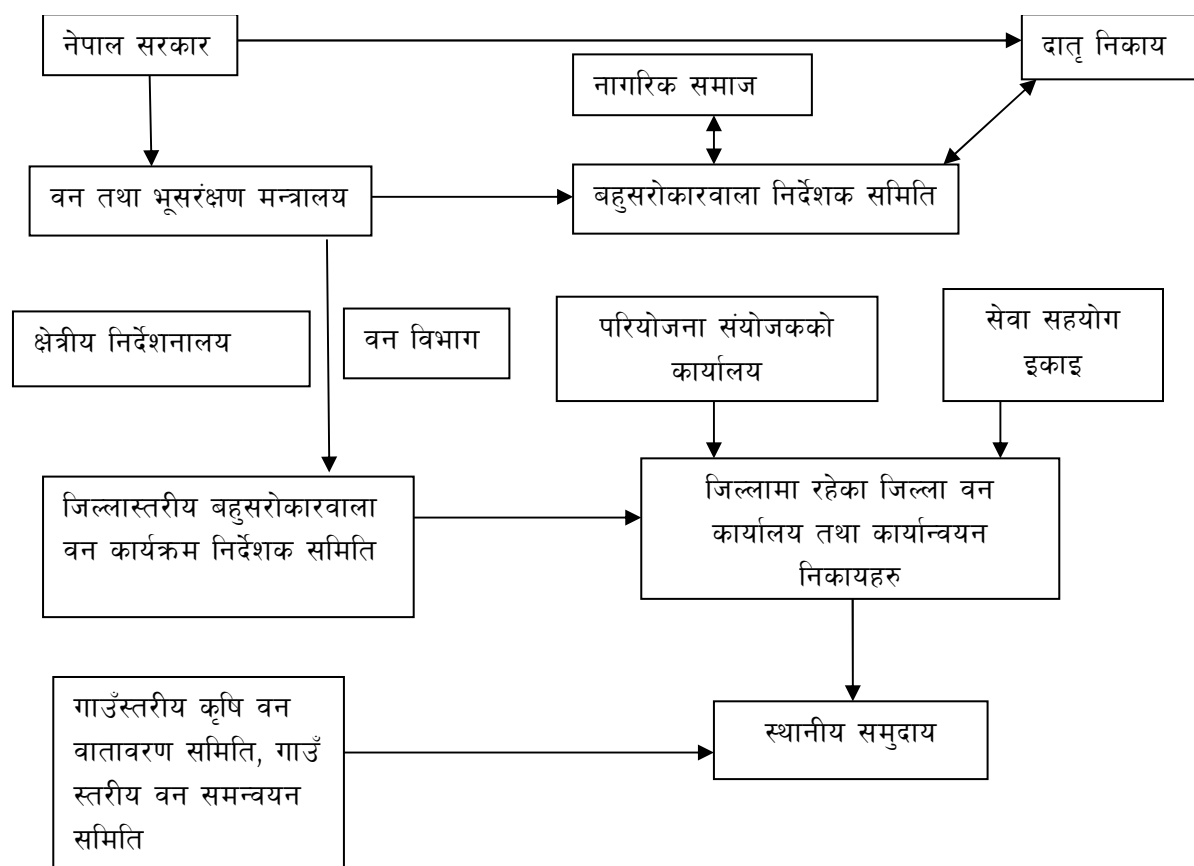 नेपाल सरकार
दातृ निकाय
नागरिक समाज
वन तथा भूसरंक्षण मन्त्रालय
बहुसरोकारवाला निर्देशक समिति
क्षेत्रीय निर्देशनालय
वन विभाग
परियोजना संयोजकको
कार्यालय
सेवा सहयोग
इकाइ
जिल्लास्तरीय बहुसरोकारवाला
वन कार्यक्रम निर्देशक समिति
जिल्लामा रहेका जिल्ला वन
कार्यालय तथा कार्यान्वयन
निकायहरु
गाउँस्तरीय कृषि वन
वातावरण समिति, गाउँ
स्तरीय वन समन्वयन
समिति
स्थानीय समुदाय